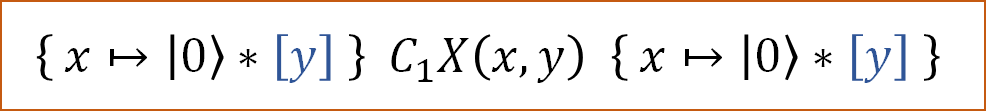 { x ↦ |0⟩ ∗ [y] } C₁X(x, y) { x ↦ |0⟩ ∗ [y] }